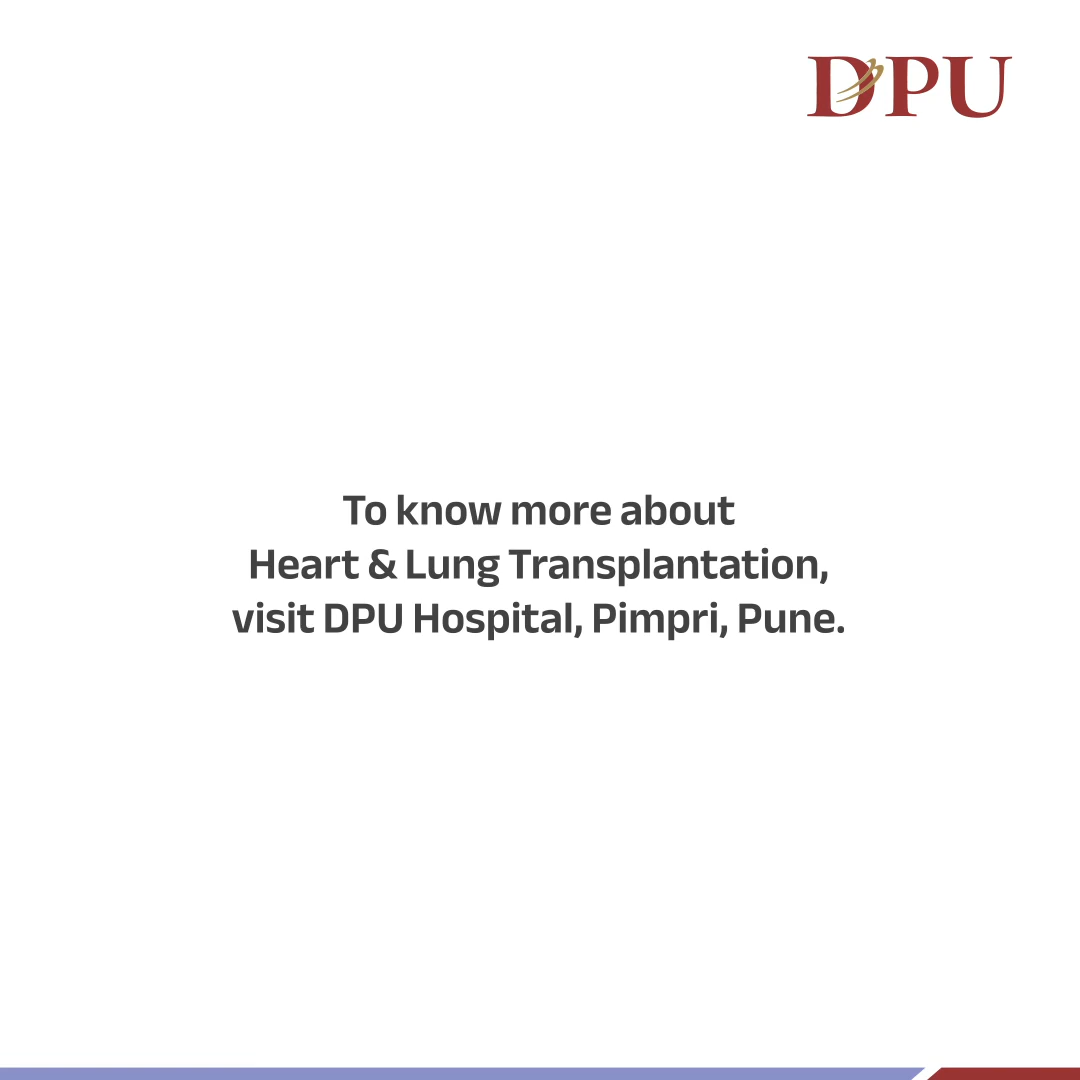 DPU
To know more about
Heart & Lung Transplantation,
visit DPU Hospital, Pimpri, Pune.